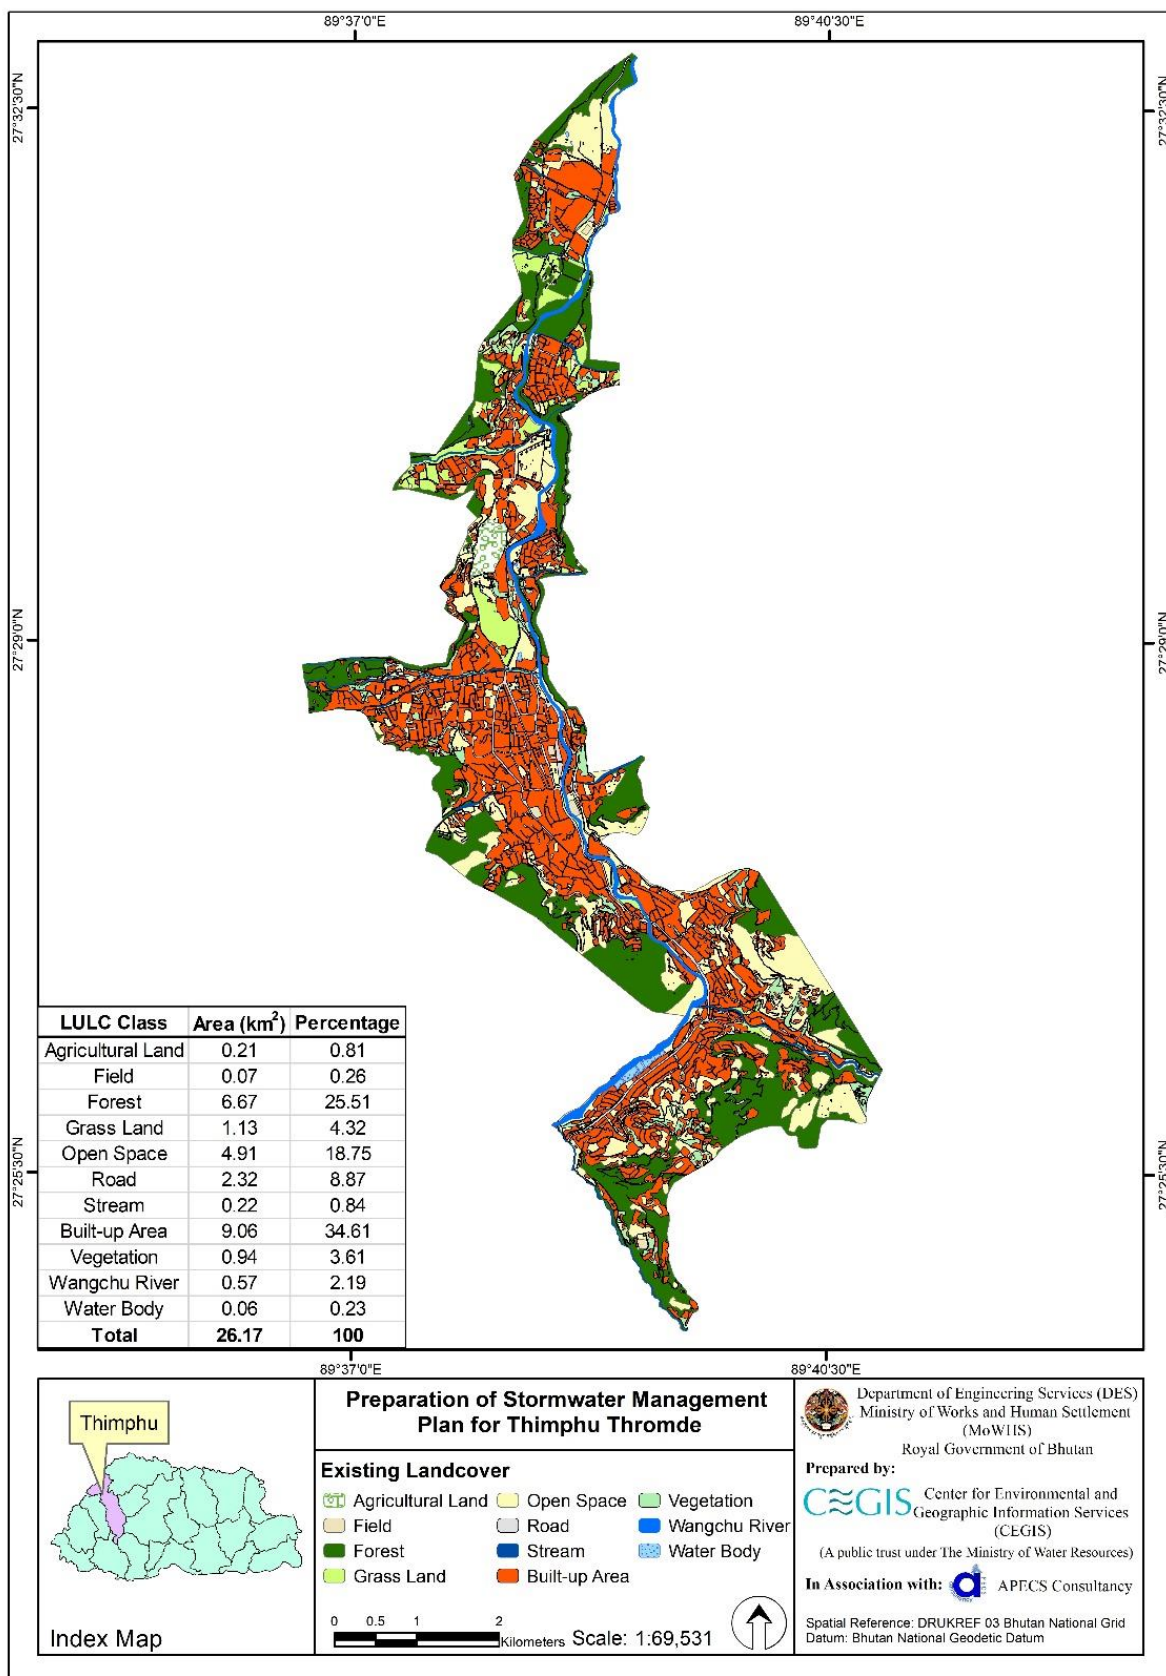 89°37'0"E 89°40'30"E
27°32'30"N 27°32'30"N
27°29'0"N 27°29'0"N
27°25'30"N 27°25'30"N
LULC Class Area (km²) Percentage
Agricultural Land 0.21 0.81
Field 0.07 0.26
Forest 6.67 25.51
Grass Land 1.13 4.32
Open Space 4.91 18.75
Road 2.32 8.87
Stream 0.22 0.84
Built-up Area 9.06 34.61
Vegetation 0.94 3.61
Wangchu River 0.57 2.19
Water Body 0.06 0.23
Total 26.17 100
89°37'0"E 89°40'30"E
Thimphu
Index Map
Preparation of Stormwater Management
Plan for Thimphu Thromde
Existing Landcover
Agricultural Land Open Space Vegetation
Field Road Wangchu River
Forest Stream Water Body
Grass Land Built-up Area
0 0.5 1 2
Kilometers Scale: 1:69,531
Department of Engineering Services (DES)
Ministry of Works and Human Settlement
(MoWHS)
Royal Government of Bhutan
Prepared by:
CEGIS Center for Environmental and
Geographic Information Services
(CEGIS)
(A public trust under The Ministry of Water Resources)
In Association with: APECS Consultancy
Spatial Reference: DRUKREF 03 Bhutan National Grid
Datum: Bhutan National Geodetic Datum